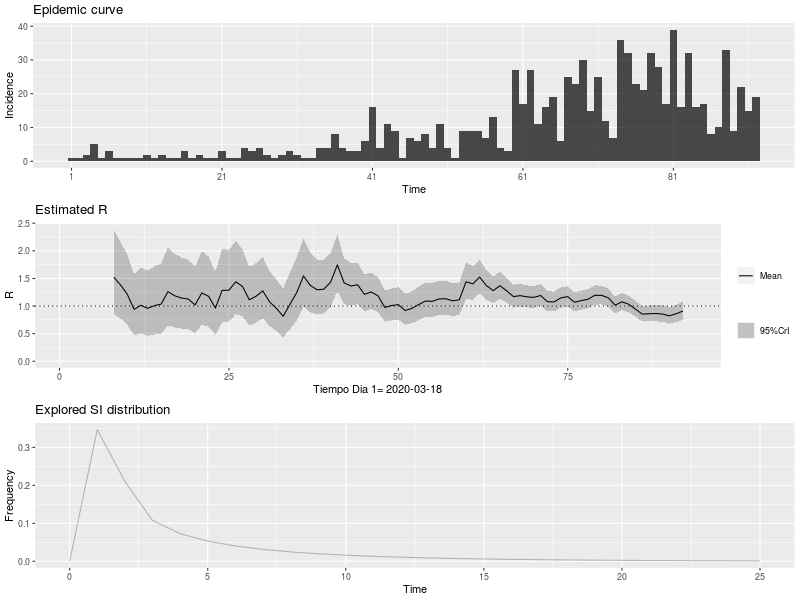 Epidemic curve
40
30
20
10
0
Incidence
1 21 41 61 81
Time
Estimated R
2.5
2.0
1.5
1.0
0.5
0.0
R
0 25 50 75
Tiempo Dia 1= 2020-03-18
Mean
95%CrI
Explored SI distribution
0.3
0.2
0.1
0.0
Frequency
0 5 10 15 20 25
Time